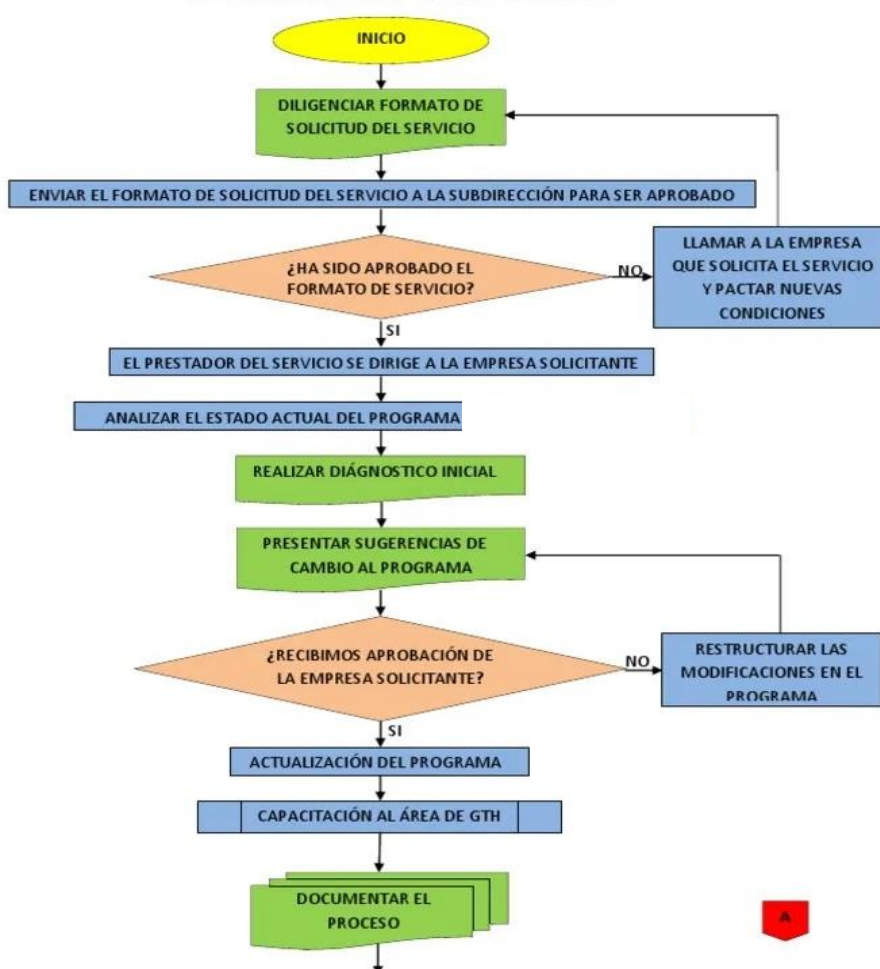 INICIO
DILIGENCIAR FORMATO DE
SOLICITUD DEL SERVICIO
ENVIAR EL FORMATO DE SOLICITUD DEL SERVICIO A LA SUBDIRECCIÓN PARA SER APROBADO
¿HA SIDO APROBADO EL
FORMATO DE SERVICIO?
NO
LLAMAR A LA EMPRESA
QUE SOLICITA EL SERVICIO
Y PACTAR NUEVAS
CONDICIONES
SI
EL PRESTADOR DEL SERVICIO SE DIRIGE A LA EMPRESA SOLICITANTE
ANALIZAR EL ESTADO ACTUAL DEL PROGRAMA
REALIZAR DIÁGNOSTICO INICIAL
PRESENTAR SUGERENCIAS DE
CAMBIO AL PROGRAMA
¿RECIBIMOS APROBACIÓN DE
LA EMPRESA SOLICITANTE?
NO
RESTRUCTURAR LAS
MODIFICACIONES EN EL
PROGRAMA
SI
ACTUALIZACIÓN DEL PROGRAMA
CAPACITACIÓN AL ÁREA DE GTH
DOCUMENTAR EL
PROCESO
A